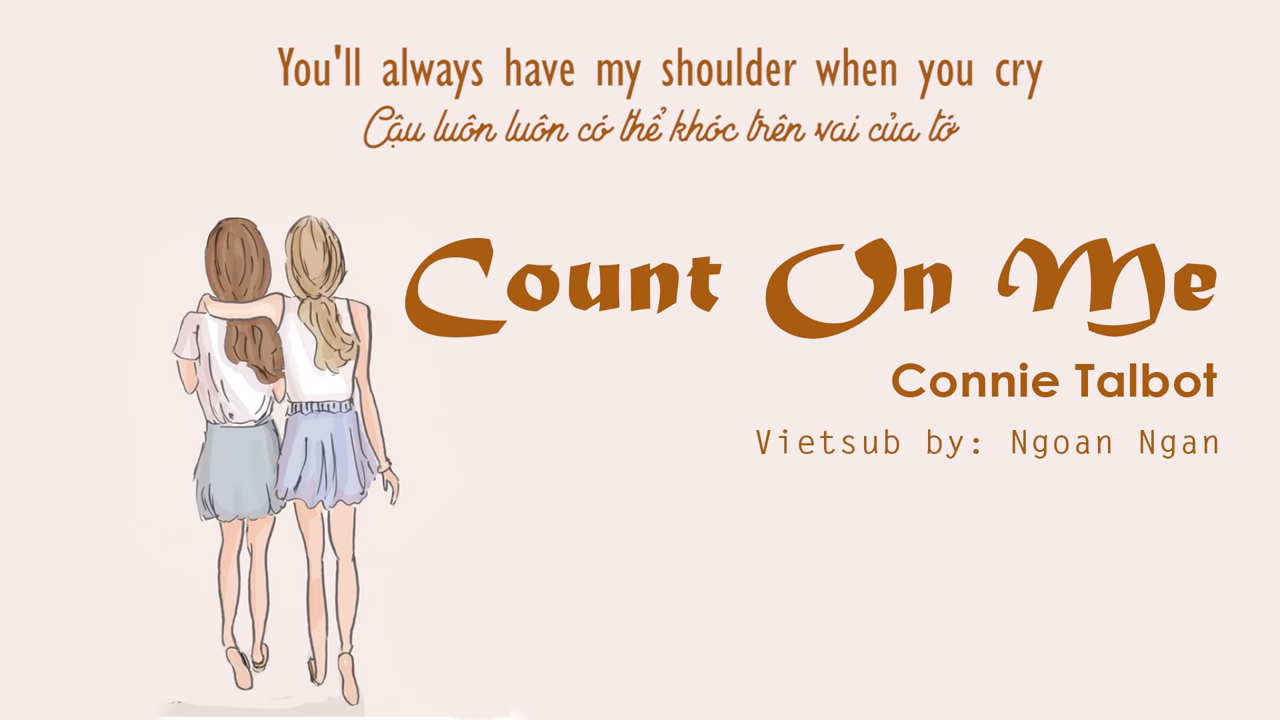 You'll always have my shoulder when you cry
Cậu luôn luôn có thể khóc trên vai của tớ
Count On Me
Connie Talbot
Vietsub by: Ngoan Ngan